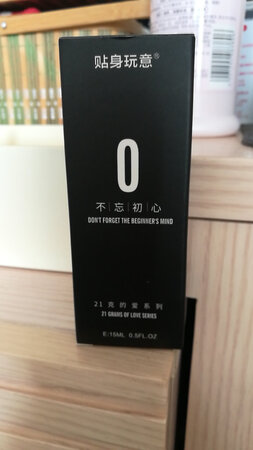 贴身玩意®
0
不|忘|初|心
DON'T FORGET THE BEGINNER'S MIND
21克的爱系列
21 GRAMS OF LOVE SERIES
E:15ML 0.5FL.OZ